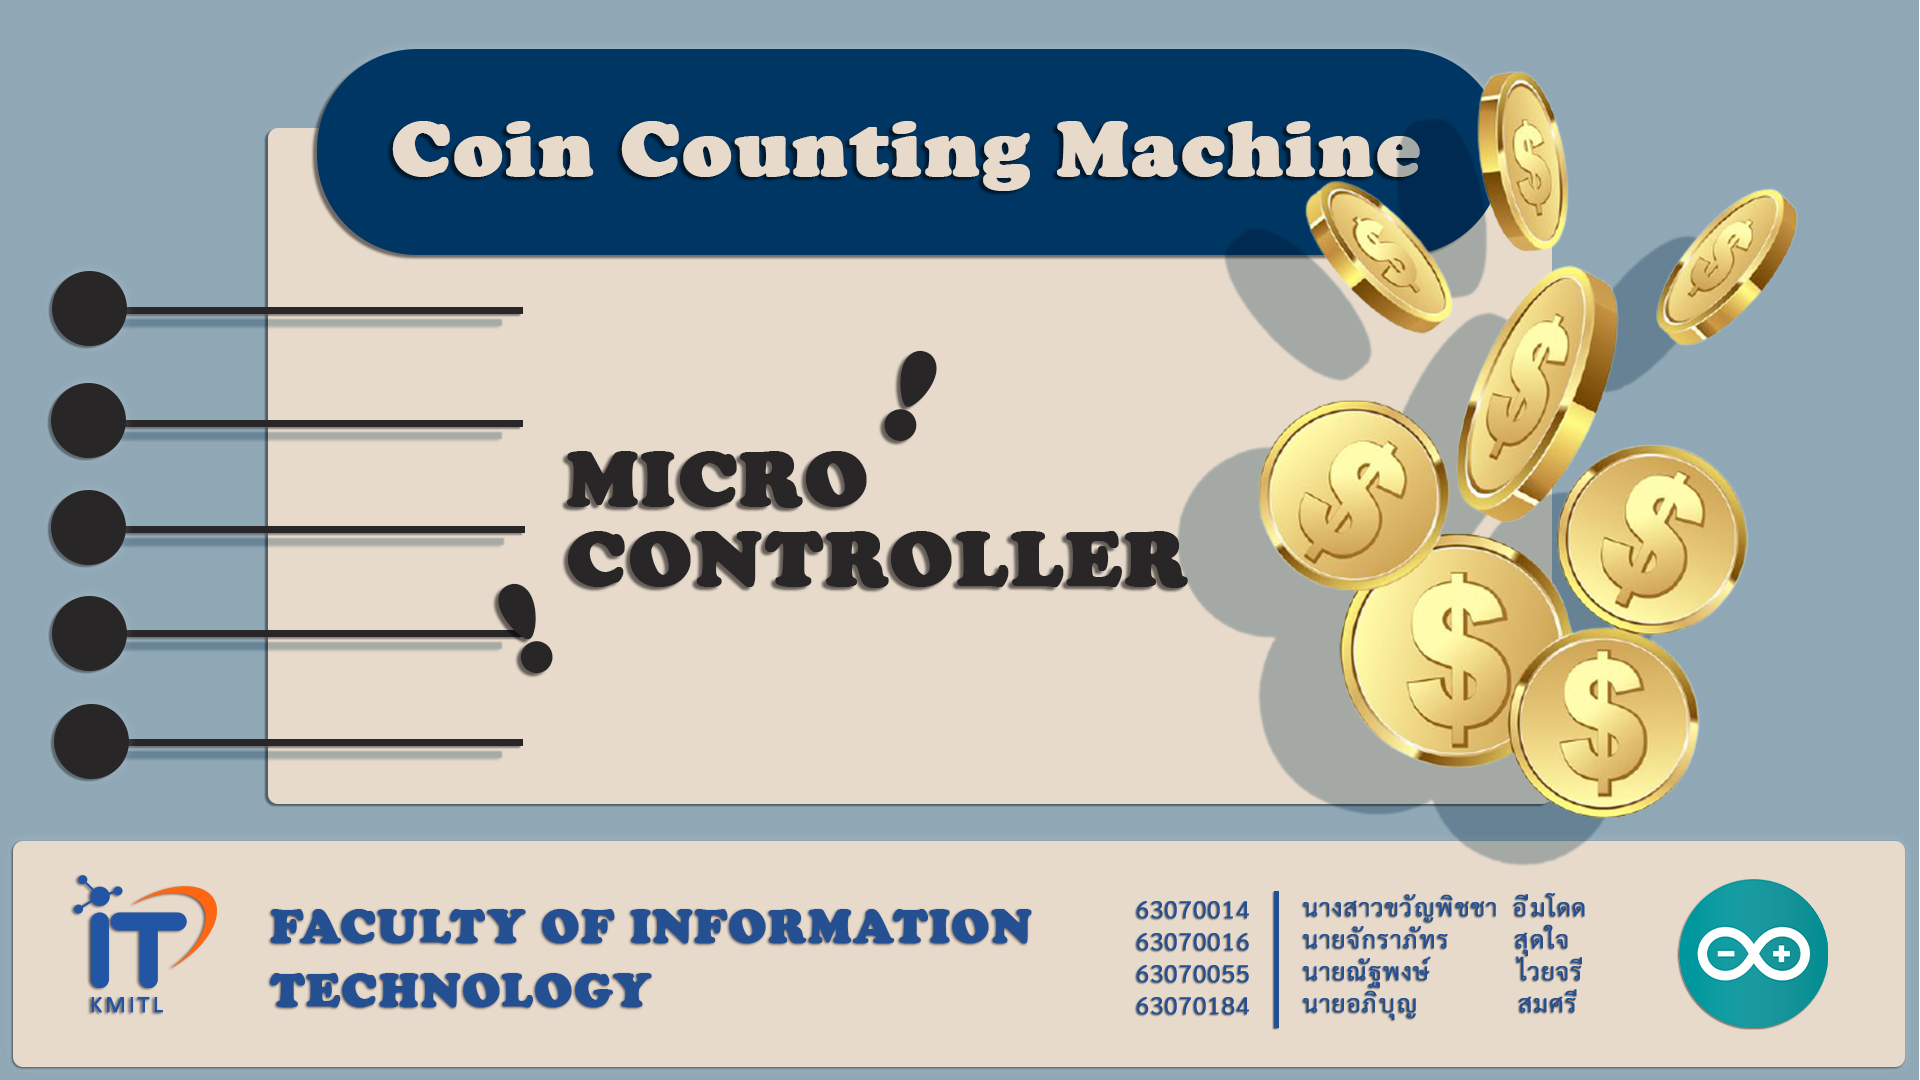 Coin Counting Machine
MICRO
CONTROLLER
iT
KMITL
FACULTY OF INFORMATION
TECHNOLOGY
63070014 นางสาวขวัญพิชชา อีมโดด
63070016 นายจักราภัทร สุดใจ
63070055 นายณัฐพงษ์ ไวยจรี
63070184 นายอภิบุญ สมศรี